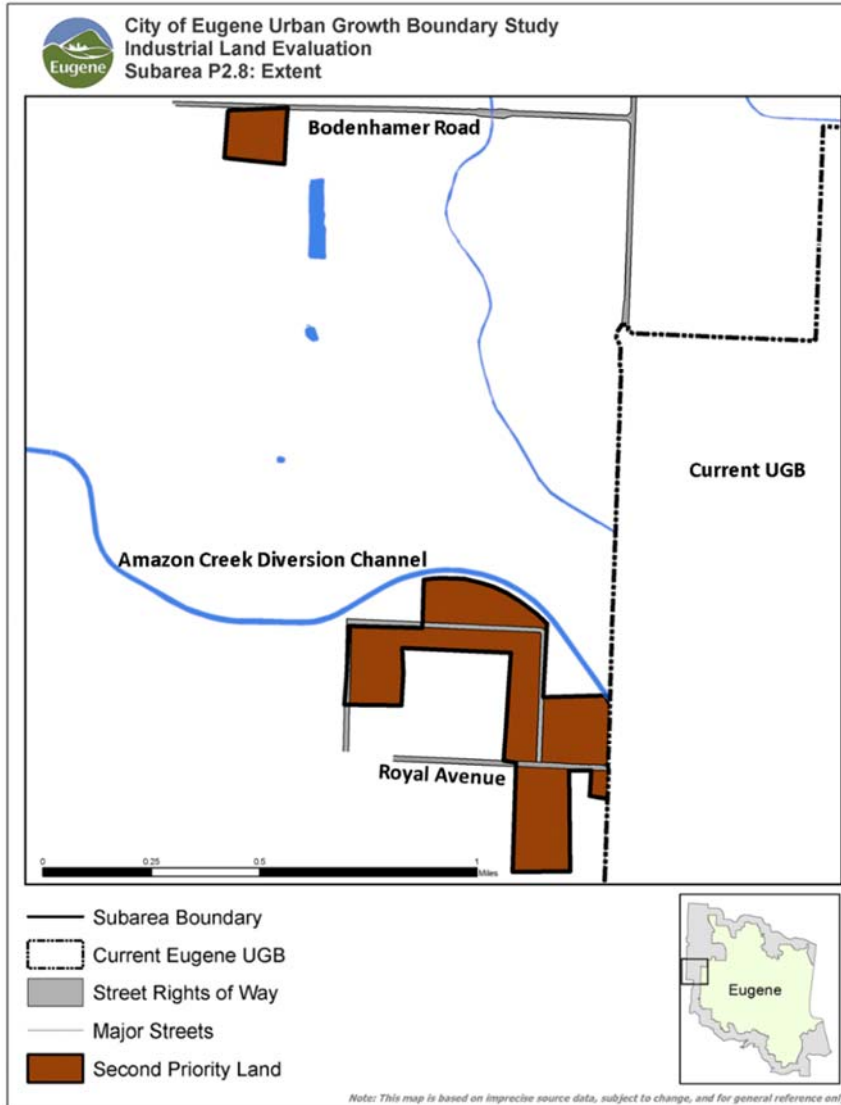 City of Eugene Urban Growth Boundary Study
Industrial Land Evaluation
Subarea P2.8: Extent
Eugene
Bodenhamer Road
Current UGB
Amazon Creek Diversion Channel
Royal Avenue
0 0.25 0.5 1
Miles
Subarea Boundary
Current Eugene UGB
Street Rights of Way
Major Streets
Second Priority Land
Eugene
Note: This map is based on imprecise source data, subject to change, and for general reference only